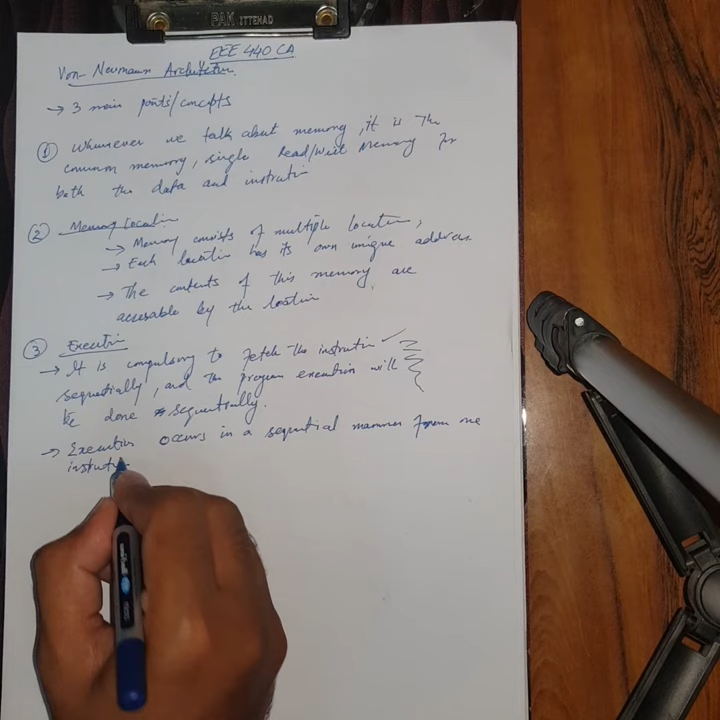 PAK ITTEHAD
EEE 440 CA
Von-Neumann Architectur
→ 3 main points/concepts
① Whenever we talk about memory, it is the
common memory, single Read/Write Memory for
both the data and instructin
② Memory Location
→ Memory consists of multiple location,
→ Each location has its own unique address.
→ The contents of this memory are
accesable by the location
③ Execution
→ It is compulsory to fetch the instruction
sequentially, and the program execution will
be done sequentially.
→ Execution occurs in a sequential manner from one
instruction